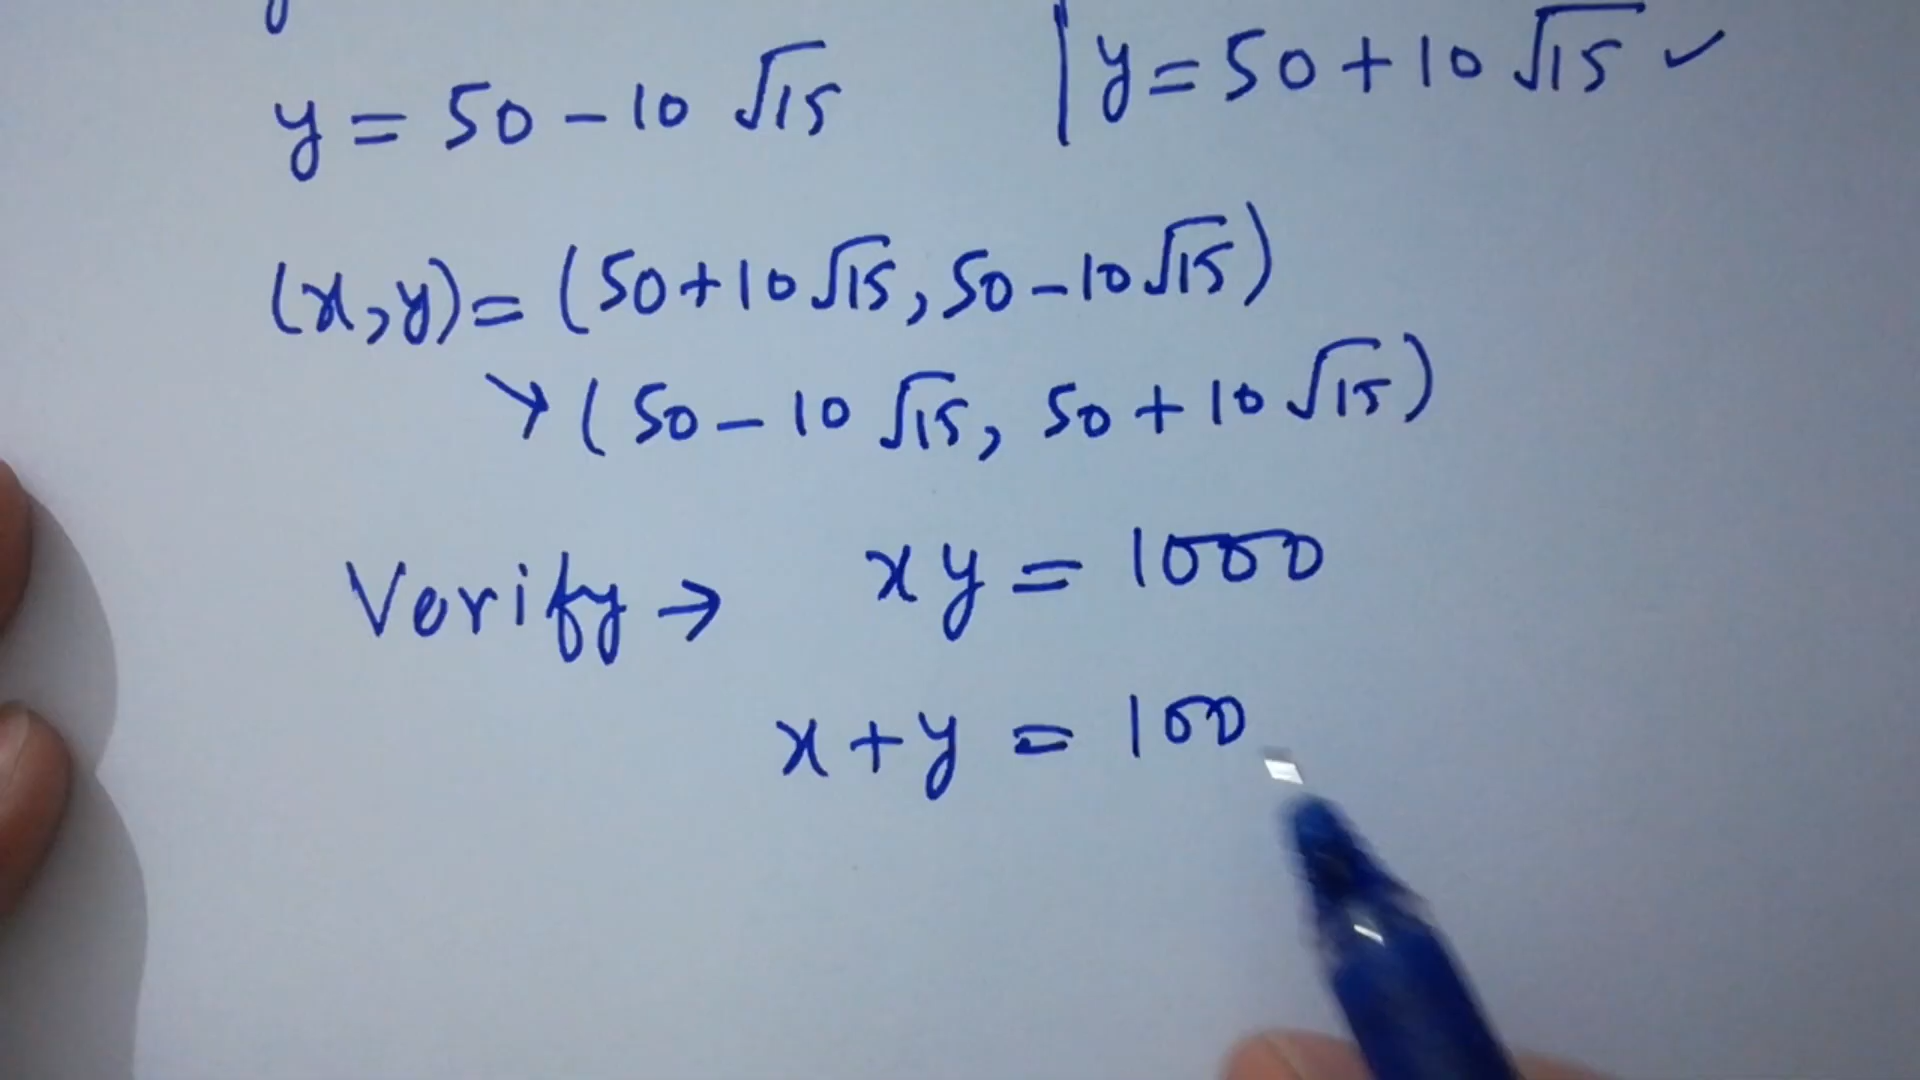 y = 50 - 10 √15 | y = 50 + 10 √15 ✓
(x,y) = (50+10√15, 50-10√15)
→ (50 - 10 √15, 50 + 10 √15)
Verify → xy = 1000
x + y = 100